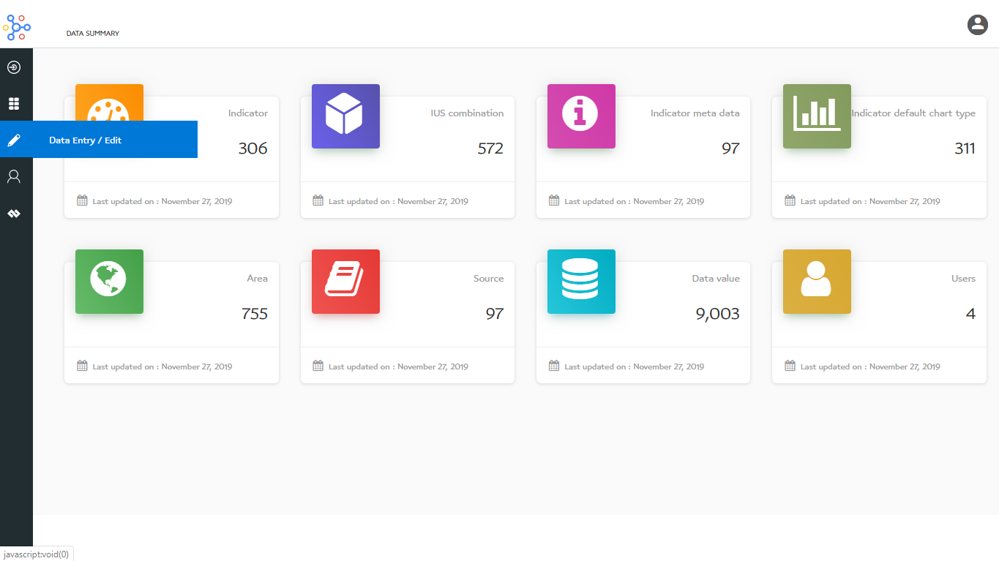 DATA SUMMARY
Data Entry / Edit
Indicator
306
Last updated on : November 27, 2019
IUS combination
572
Last updated on : November 27, 2019
Indicator meta data
97
Last updated on : November 27, 2019
Indicator default chart type
311
Last updated on : November 27, 2019
Area
755
Last updated on : November 27, 2019
Source
97
Last updated on : November 27, 2019
Data value
9,003
Last updated on : November 27, 2019
Users
4
Last updated on : November 27, 2019
javascript:void(0)